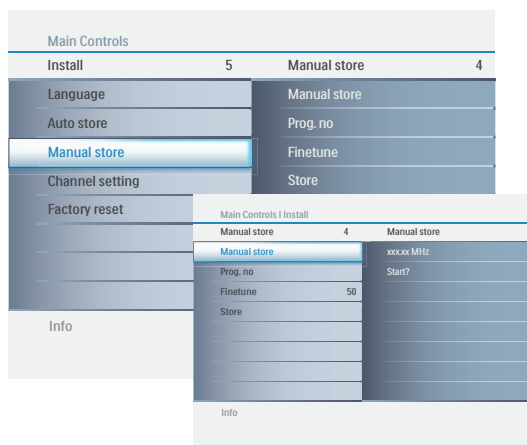 Main Controls
Install 5 Manual store 4
Language Manual store
Auto store Prog. no
Manual store Finetune
Channel setting Store
Factory reset
Info
Main Controls I Install
Manual store 4 Manual store
Manual store xxx.xx MHz
Prog. no Start?
Finetune 50
Store
Info